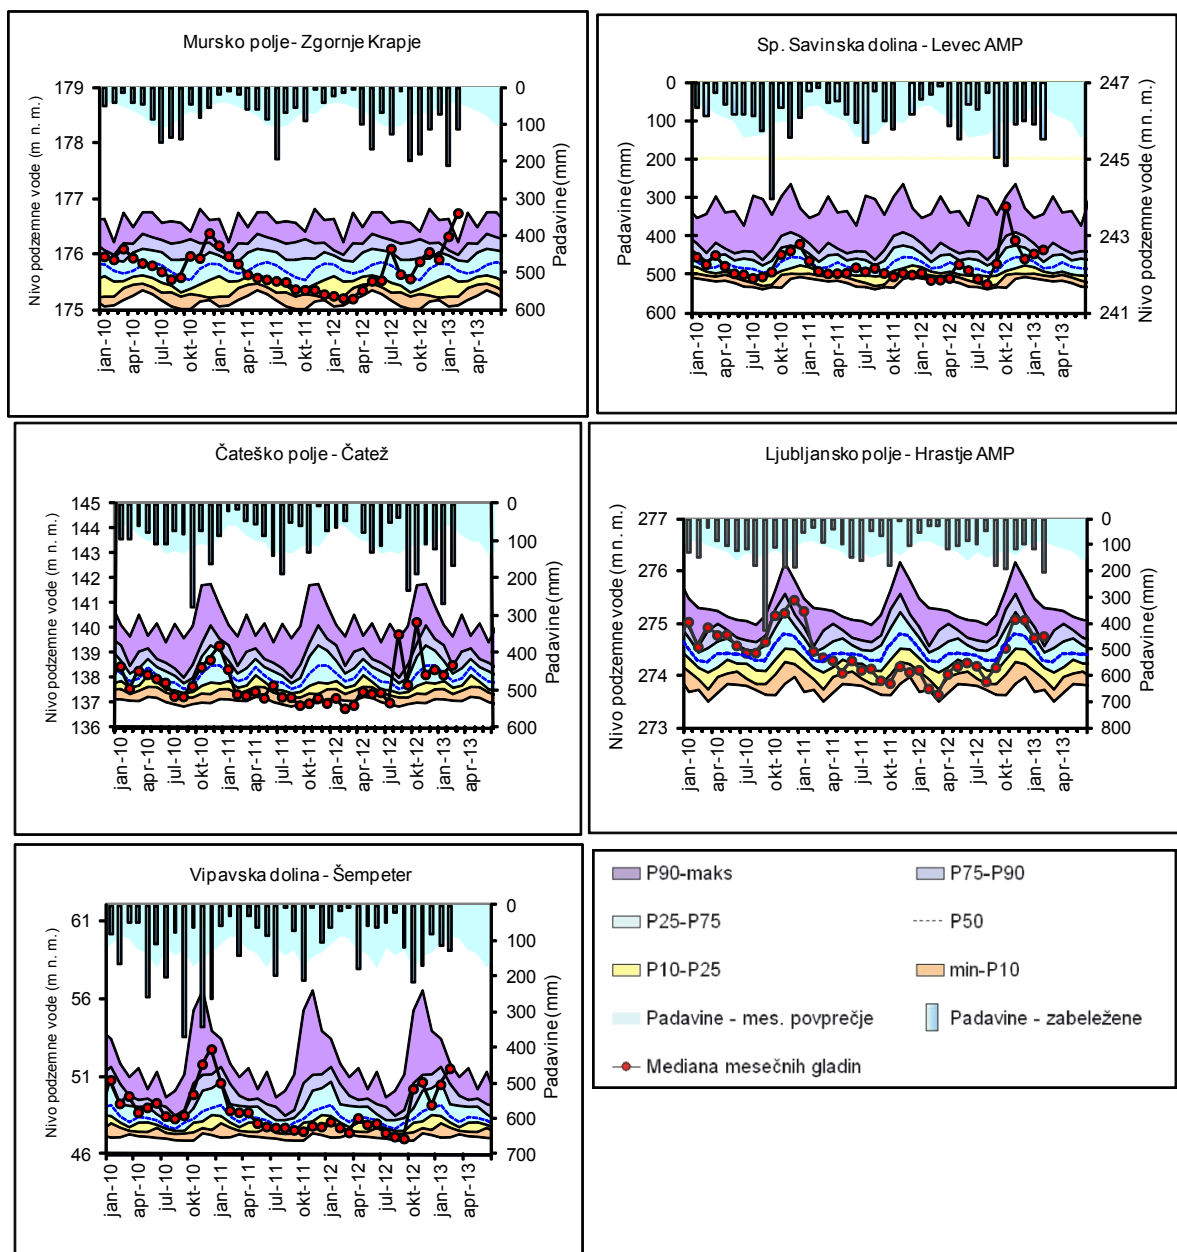 Mursko polje- Zgornje Krapje
Nivo podzemne vode (m n. m.)
179
178
177
176
175
0
100
200
300
400
500
600
Padavine (mm)
jan-10
apr-10
jul-10
okt-10
jan-11
apr-11
jul-11
okt-11
jan-12
apr-12
jul-12
okt-12
jan-13
apr-13
Sp. Savinska dolina - Levec AMP
Padavine (mm)
0
100
200
300
400
500
600
247
245
243
241
Nivo podzemne vode (m n. m.)
jan-10
apr-10
jul-10
okt-10
jan-11
apr-11
jul-11
okt-11
jan-12
apr-12
jul-12
okt-12
jan-13
apr-13
Čateško polje - Čatež
Nivo podzemne vode (m n. m.)
145
144
143
142
141
140
139
138
137
136
0
100
200
300
400
500
600
Padavine (mm)
jan-10
apr-10
jul-10
okt-10
jan-11
apr-11
jul-11
okt-11
jan-12
apr-12
jul-12
okt-12
jan-13
apr-13
Ljubljansko polje - Hrastje AMP
Nivo podzemne vode (m n. m.)
277
276
275
274
273
0
100
200
300
400
500
600
700
800
Padavine (mm)
jan-10
apr-10
jul-10
okt-10
jan-11
apr-11
jul-11
okt-11
jan-12
apr-12
jul-12
okt-12
jan-13
apr-13
Vipavska dolina - Šempeter
Nivo podzemne vode (m n. m.)
61
56
51
46
0
100
200
300
400
500
600
700
Padavine (mm)
jan-10
apr-10
jul-10
okt-10
jan-11
apr-11
jul-11
okt-11
jan-12
apr-12
jul-12
okt-12
jan-13
apr-13
P90-maks
P75-P90
P25-P75
P50
P10-P25
min-P10
Padavine - mes. povprečje
Padavine - zabeležene
Mediana mesečnih gladin